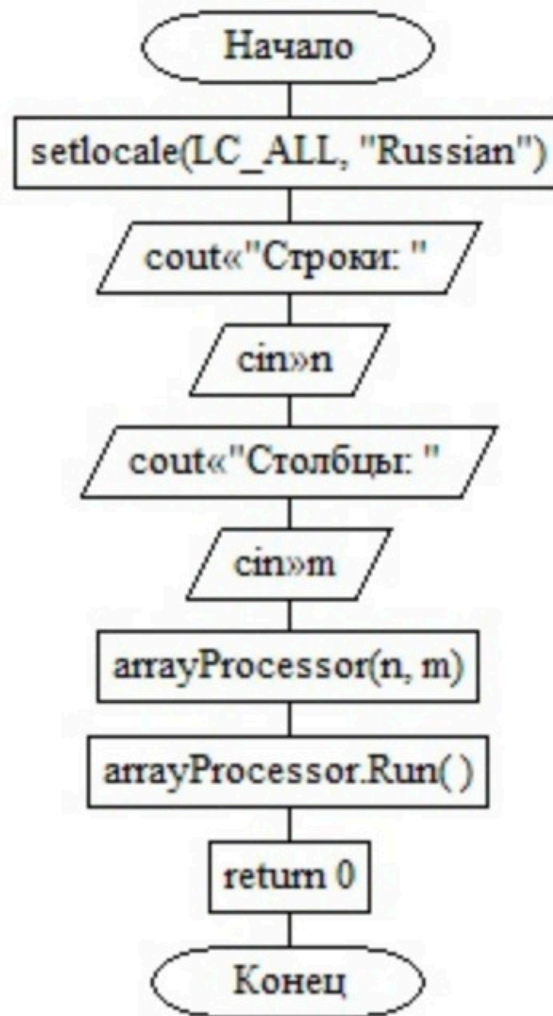 Начало
setlocale(LC_ALL, "Russian")
cout«"Строки: "
cin»n
cout«"Столбцы: "
cin»m
arrayProcessor(n, m)
arrayProcessor.Run( )
return 0
Конец